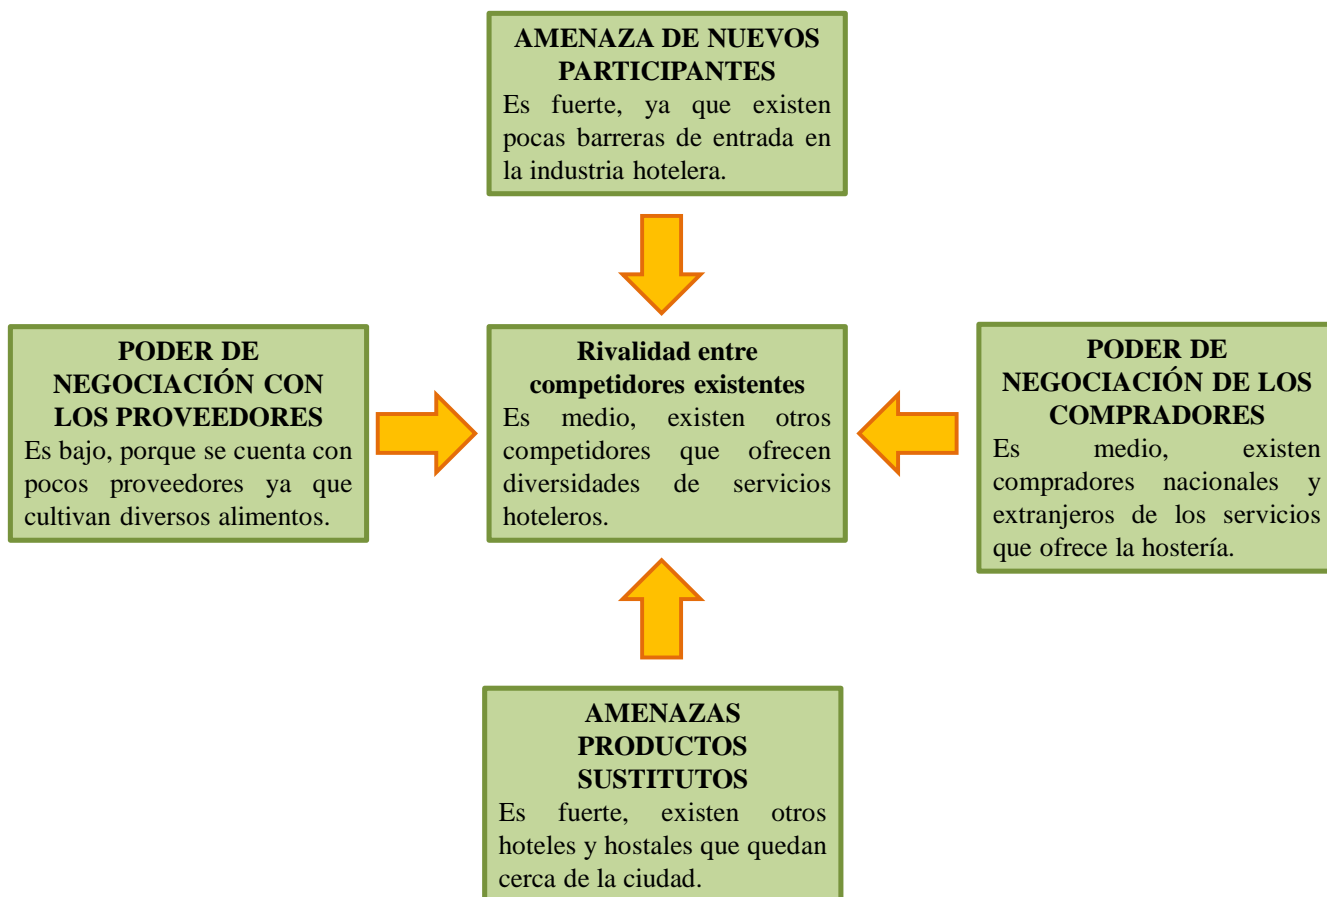 AMENAZA DE NUEVOS
PARTICIPANTES
Es fuerte, ya que existen
pocas barreras de entrada en
la industria hotelera.
PODER DE
NEGOCIACIÓN CON
LOS PROVEEDORES
Es bajo, porque se cuenta con
pocos proveedores ya que
cultivan diversos alimentos.
Rivalidad entre
competidores existentes
Es medio, existen otros
competidores que ofrecen
diversidades de servicios
hoteleros.
PODER DE
NEGOCIACIÓN DE LOS
COMPRADORES
Es medio, existen
compradores nacionales y
extranjeros de los servicios
que ofrece la hostería.
AMENAZAS
PRODUCTOS
SUSTITUTOS
Es fuerte, existen otros
hoteles y hostales que quedan
cerca de la ciudad.